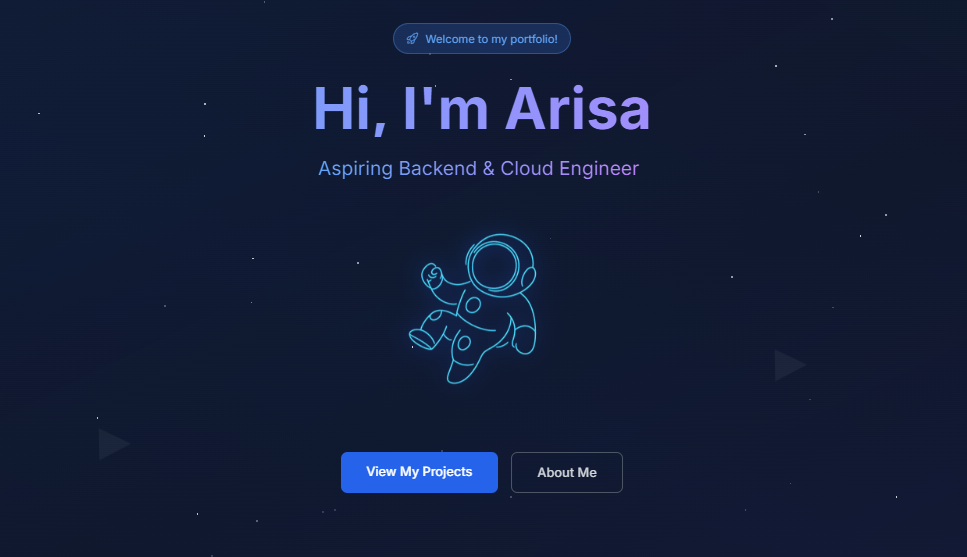 Welcome to my portfolio!
Hi, I'm Arisa
Aspiring Backend & Cloud Engineer
View My Projects
About Me